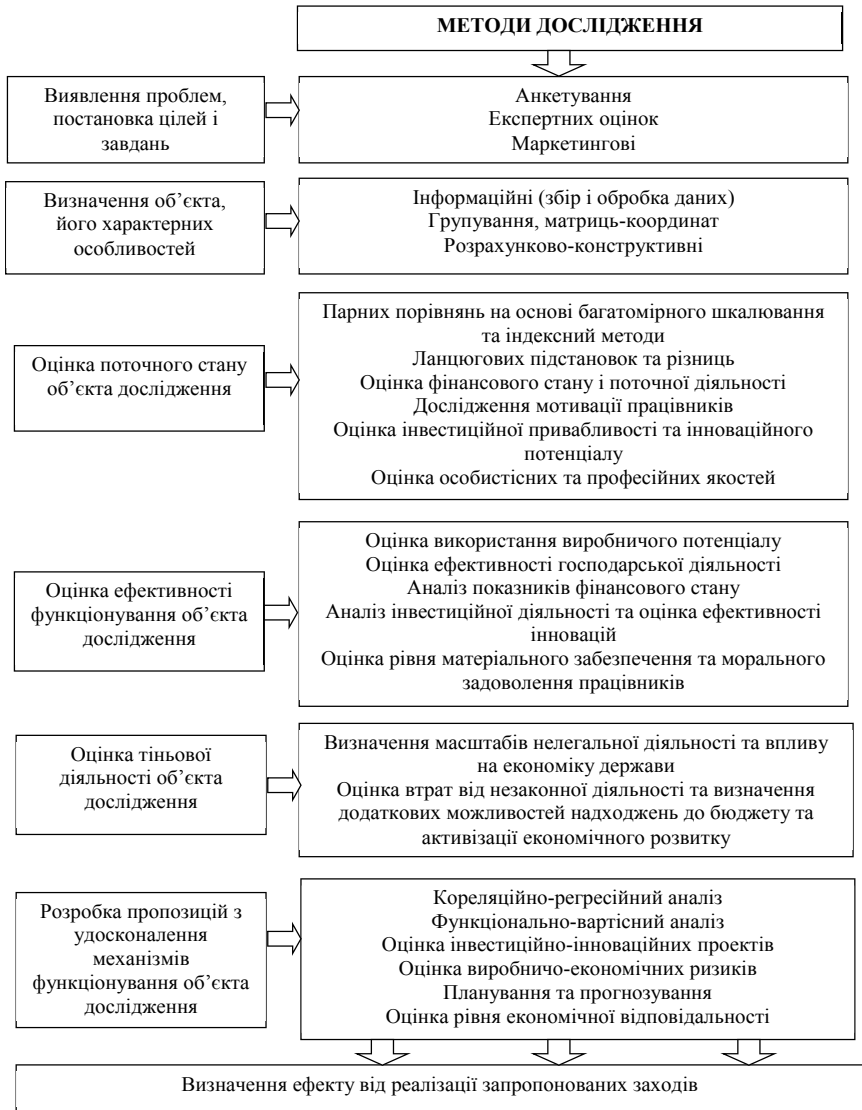 МЕТОДИ ДОСЛІДЖЕННЯ
Виявлення проблем,
постановка цілей і
завдань
Анкетування
Експертних оцінок
Маркетингові
Визначення об’єкта,
його характерних
особливостей
Інформаційні (збір і обробка даних)
Групування, матриць-координат
Розрахунково-конструктивні
Оцінка поточного стану
об’єкта дослідження
Парних порівнянь на основі багатомірного шкалювання
та індексний методи
Ланцюгових підстановок та різниць
Оцінка фінансового стану і поточної діяльності
Дослідження мотивації працівників
Оцінка інвестиційної привабливості та інноваційного
потенціалу
Оцінка особистісних та професійних якостей
Оцінка ефективності
функціонування об’єкта
дослідження
Оцінка використання виробничого потенціалу
Оцінка ефективності господарської діяльності
Аналіз показників фінансового стану
Аналіз інвестиційної діяльності та оцінка ефективності
інновацій
Оцінка рівня матеріального забезпечення та морального
задоволення працівників
Оцінка тіньової
діяльності об’єкта
дослідження
Визначення масштабів нелегальної діяльності та впливу
на економіку держави
Оцінка втрат від незаконної діяльності та визначення
додаткових можливостей надходжень до бюджету та
активізації економічного розвитку
Розробка пропозицій з
удосконалення
механізмів
функціонування об’єкта
дослідження
Кореляційно-регресійний аналіз
Функціонально-вартісний аналіз
Оцінка інвестиційно-інноваційних проектів
Оцінка виробничо-економічних ризиків
Планування та прогнозування
Оцінка рівня економічної відповідальності
Визначення ефекту від реалізації запропонованих заходів